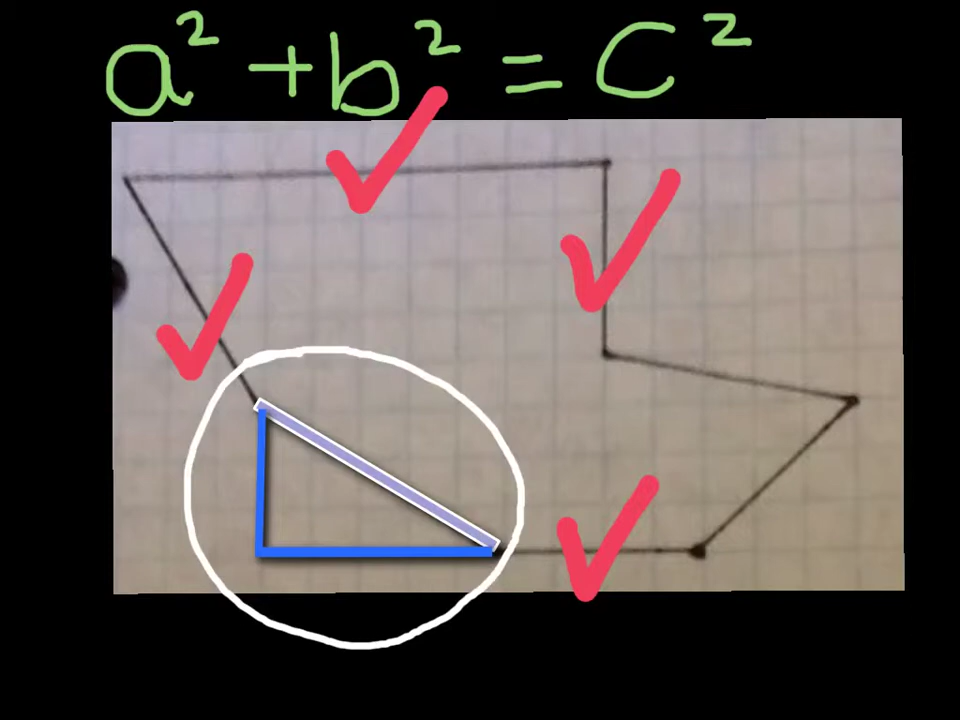 a² + b² = c²